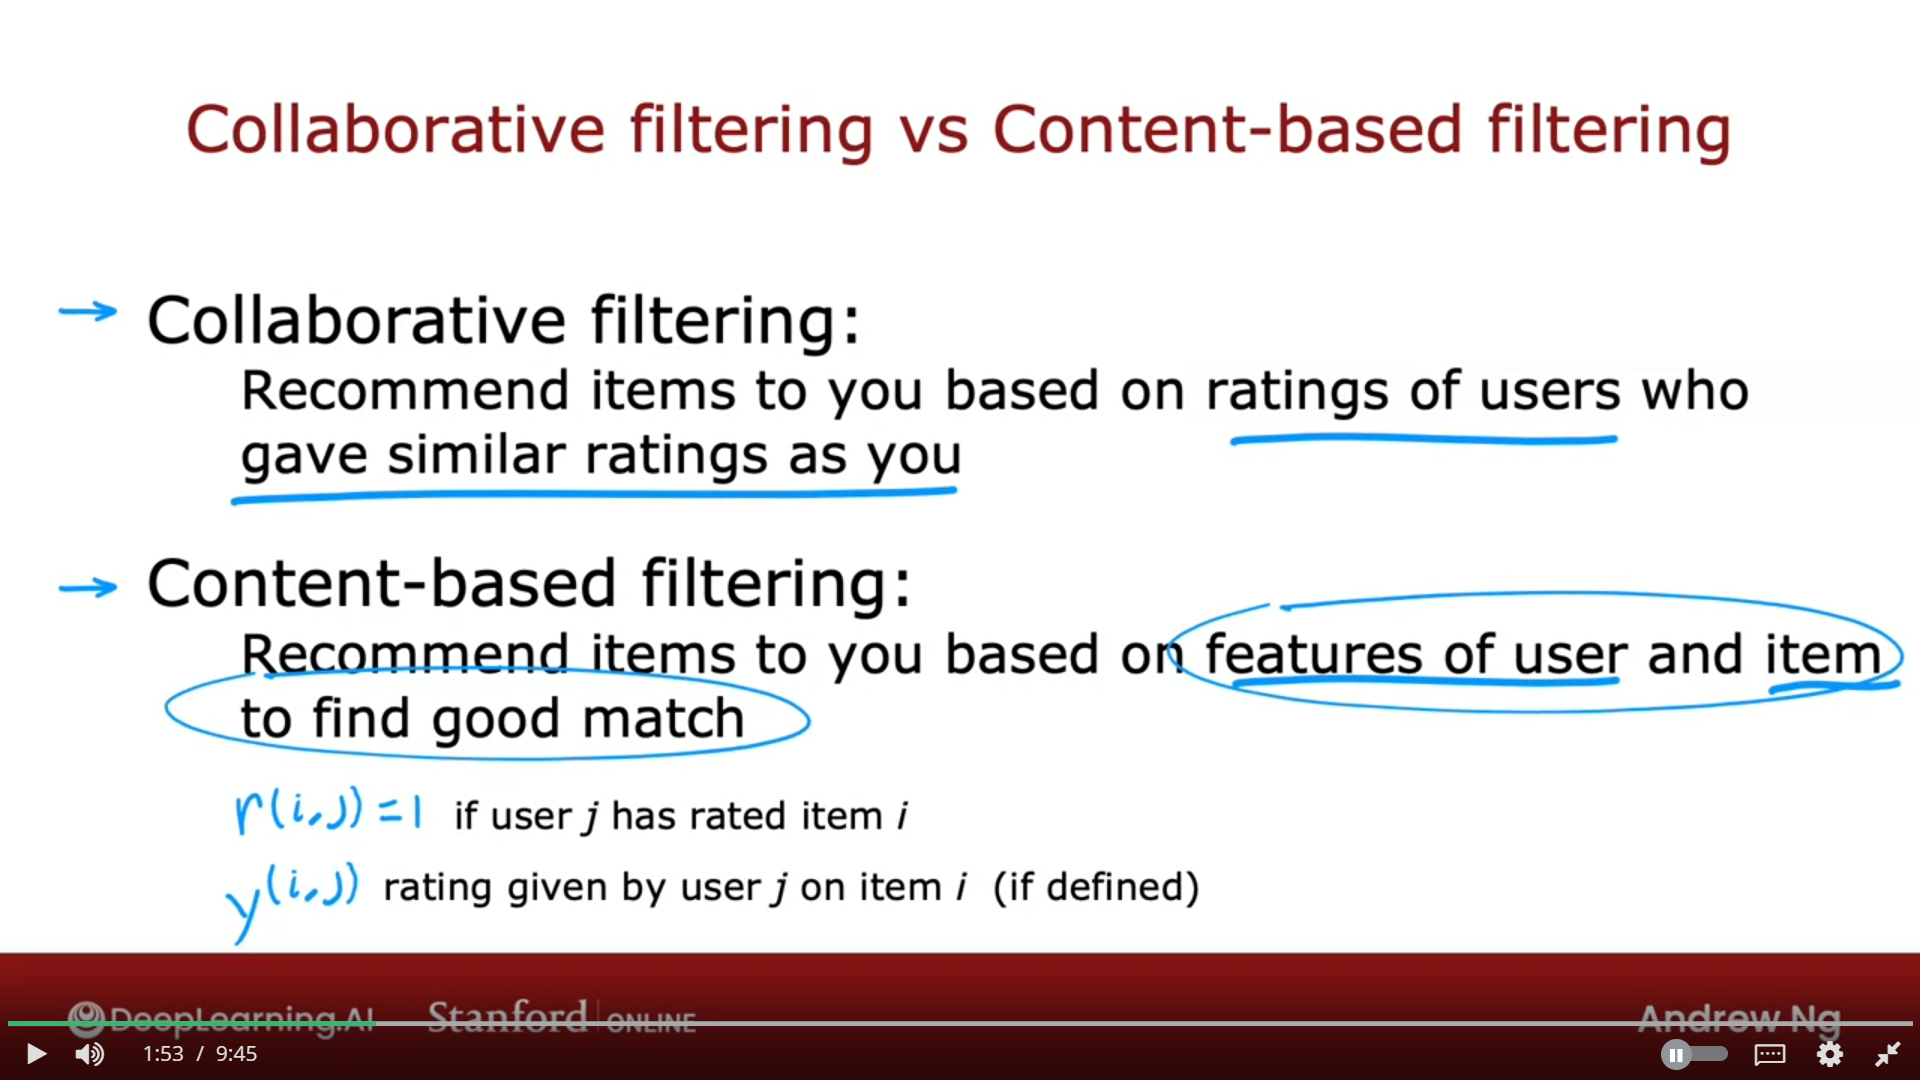 Collaborative filtering vs Content-based filtering
→ Collaborative filtering:
Recommend items to you based on ratings of users who
gave similar ratings as you
→ Content-based filtering:
Recommend items to you based on features of user and item
to find good match
r(i,j)=1 if user j has rated item i
y(i,j) rating given by user j on item i (if defined)
DeepLearning.AI Stanford | ONLINE Andrew Ng
1:53 / 9:45